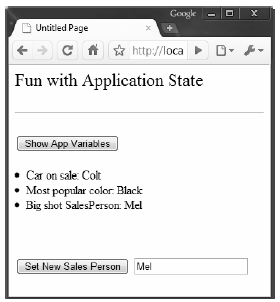 Google
Untitled Page
http://loca
Fun with Application State
Show App Variables
Car on sale: Colt
Most popular color: Black
Big shot SalesPerson: Mel
Set New Sales Person Mel